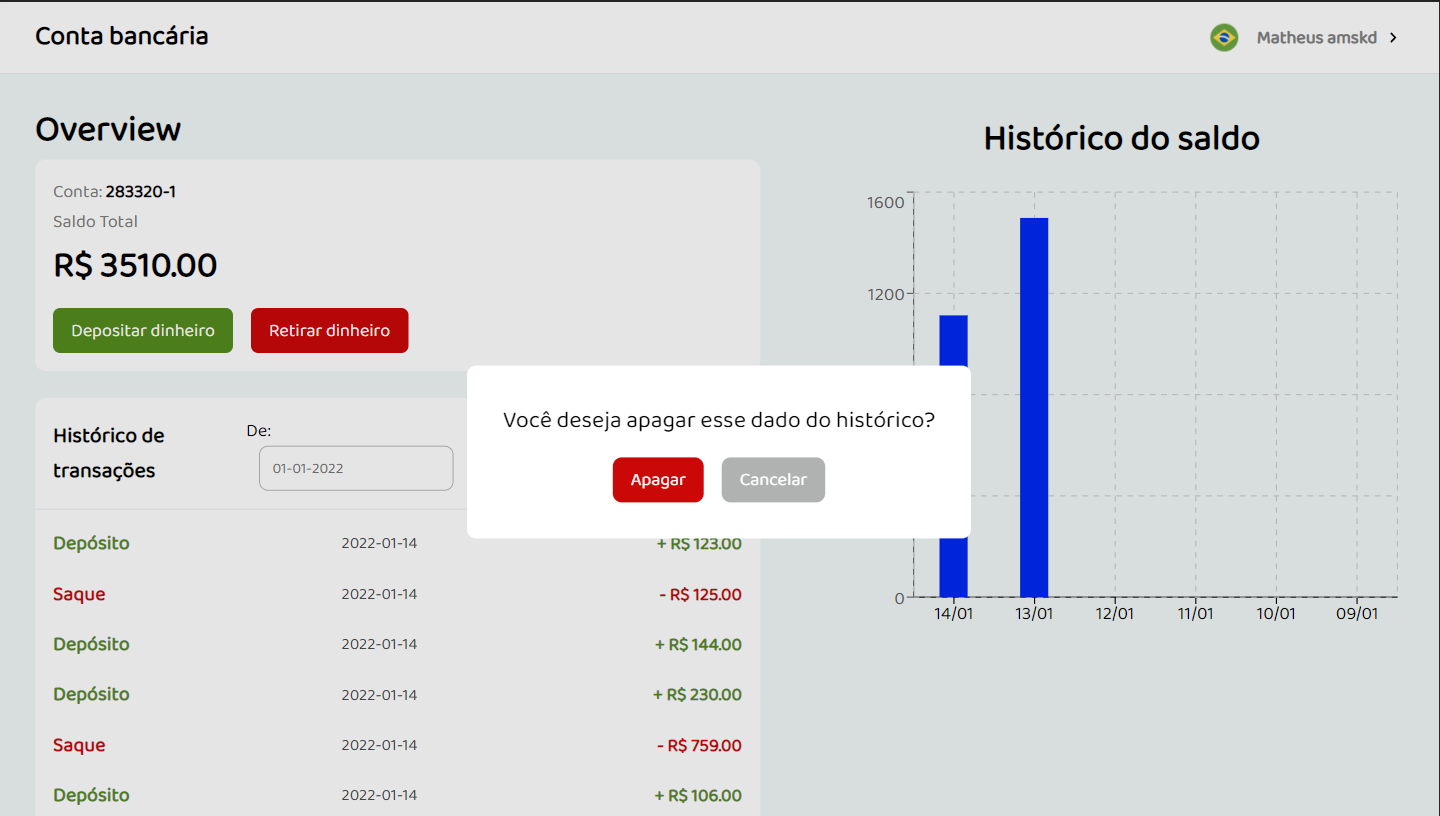 Conta bancária
Matheus amskd
Overview
Conta: 283320-1
Saldo Total
R$ 3510.00
Depositar dinheiro
Retirar dinheiro
Histórico de
transações
De:
01-01-2022
Você deseja apagar esse dado do histórico?
Apagar
Cancelar
Depósito 2022-01-14 + R$ 123.00
Saque 2022-01-14 - R$ 125.00
Depósito 2022-01-14 + R$ 144.00
Depósito 2022-01-14 + R$ 230.00
Saque 2022-01-14 - R$ 759.00
Depósito 2022-01-14 + R$ 106.00
Histórico do saldo
1600
1200
0
14/01 13/01 12/01 11/01 10/01 09/01